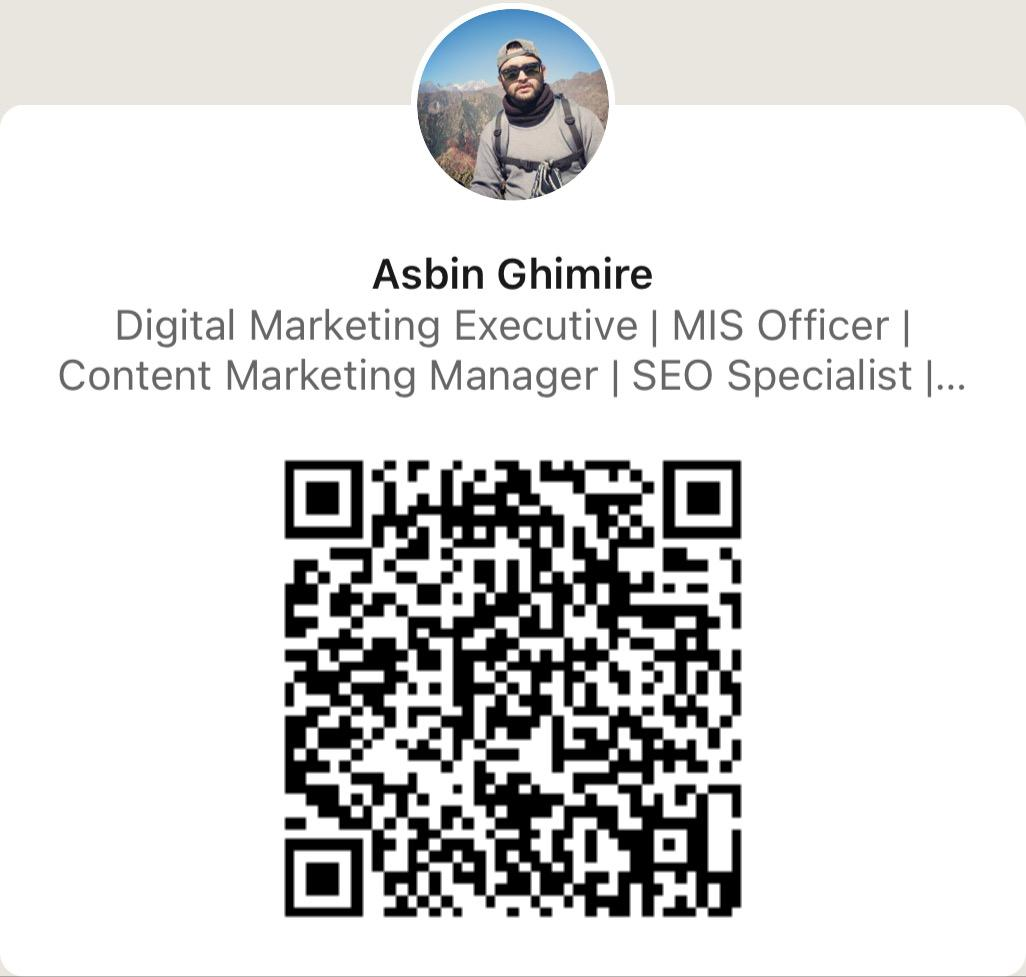 Asbin Ghimire
Digital Marketing Executive | MIS Officer |
Content Marketing Manager | SEO Specialist |...